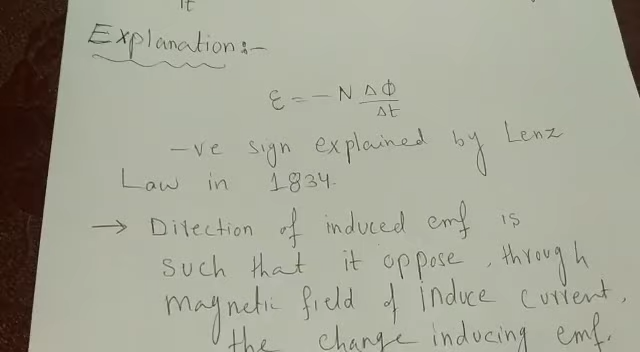 it
Explanation:-
ε = - N ΔΦ/Δt
-ve sign explained by Lenz
Law in 1834.
→ Direction of induced emf is
such that it oppose, through
magnetic field of induce current,
the change inducing emf.